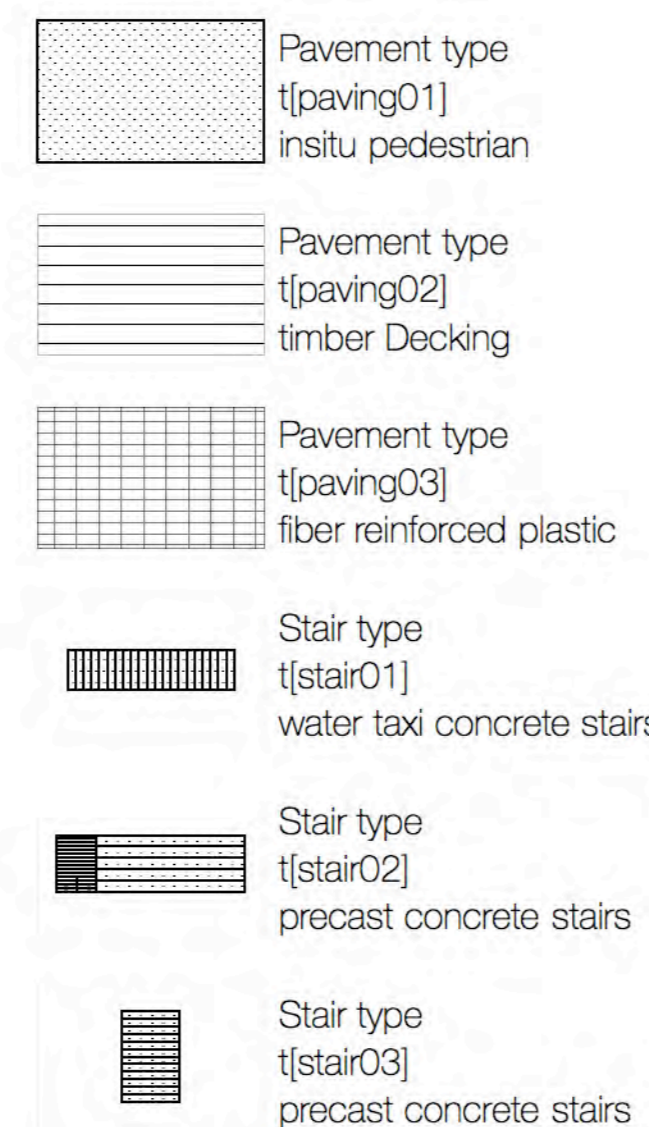 Pavement type
t[paving01]
insitu pedestrian
Pavement type
t[paving02]
timber Decking
Pavement type
t[paving03]
fiber reinforced plastic
Stair type
t[stair01]
water taxi concrete stairs
Stair type
t[stair02]
precast concrete stairs
Stair type
t[stair03]
precast concrete stairs